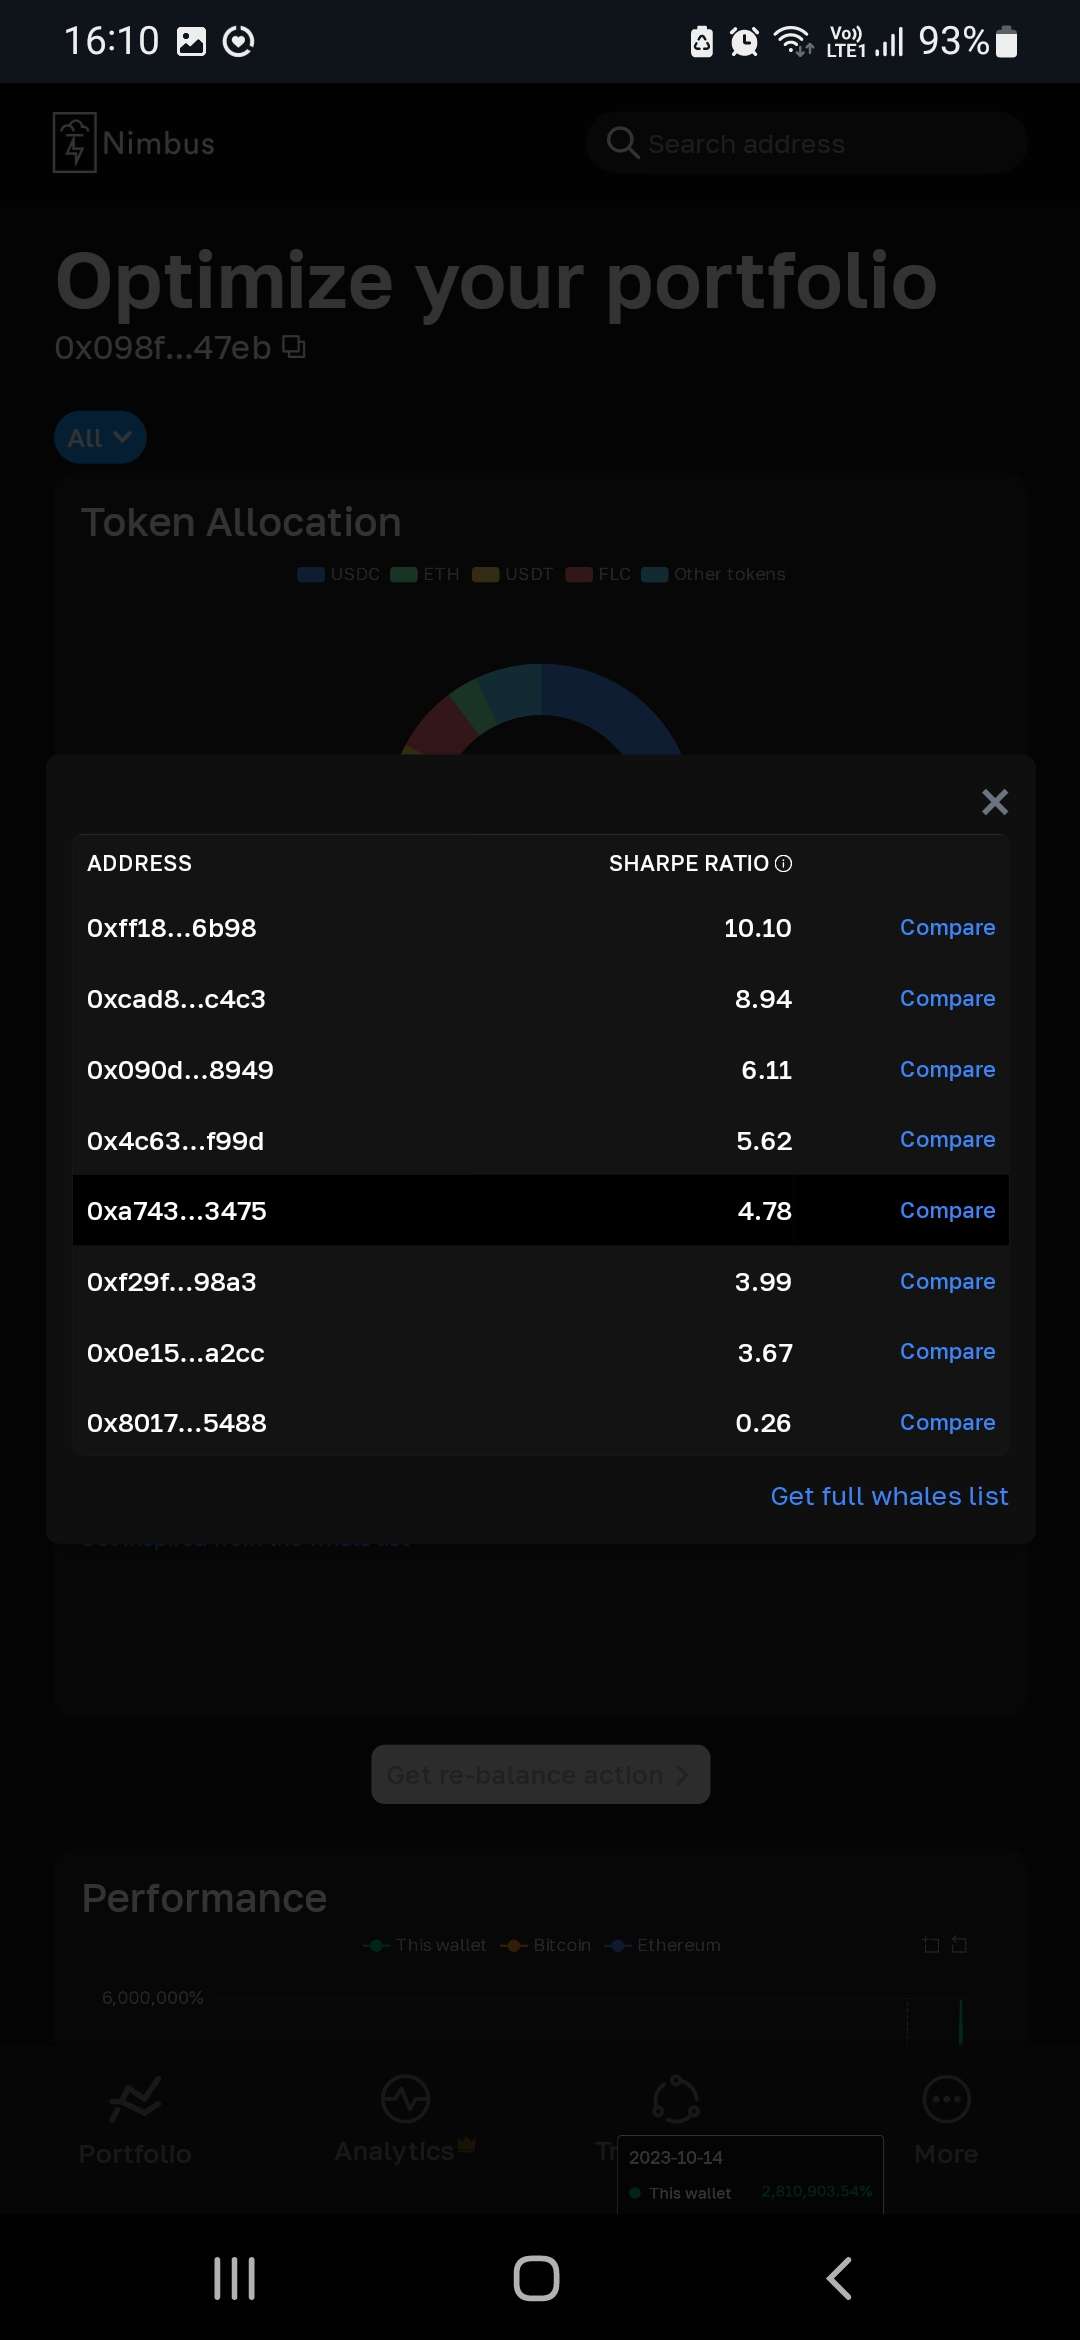 16:10 Vo)) LTE1 93%
Nimbus Search address
Optimize your portfolio
0x098f...47eb
All
Token Allocation
USDC ETH USDT FLC Other tokens
ADDRESS SHARPE RATIO
0xff18...6b98 10.10 Compare
0xcad8...c4c3 8.94 Compare
0x090d...8949 6.11 Compare
0x4c63...f99d 5.62 Compare
0xa743...3475 4.78 Compare
0xf29f...98a3 3.99 Compare
0x0e15...a2cc 3.67 Compare
0x8017...5488 0.26 Compare
Get full whales list
Get re-balance action
Performance
This wallet Bitcoin Ethereum
6,000,000%
Portfolio Analytics Tr More
2023-10-14
This wallet 2,810,903.54%